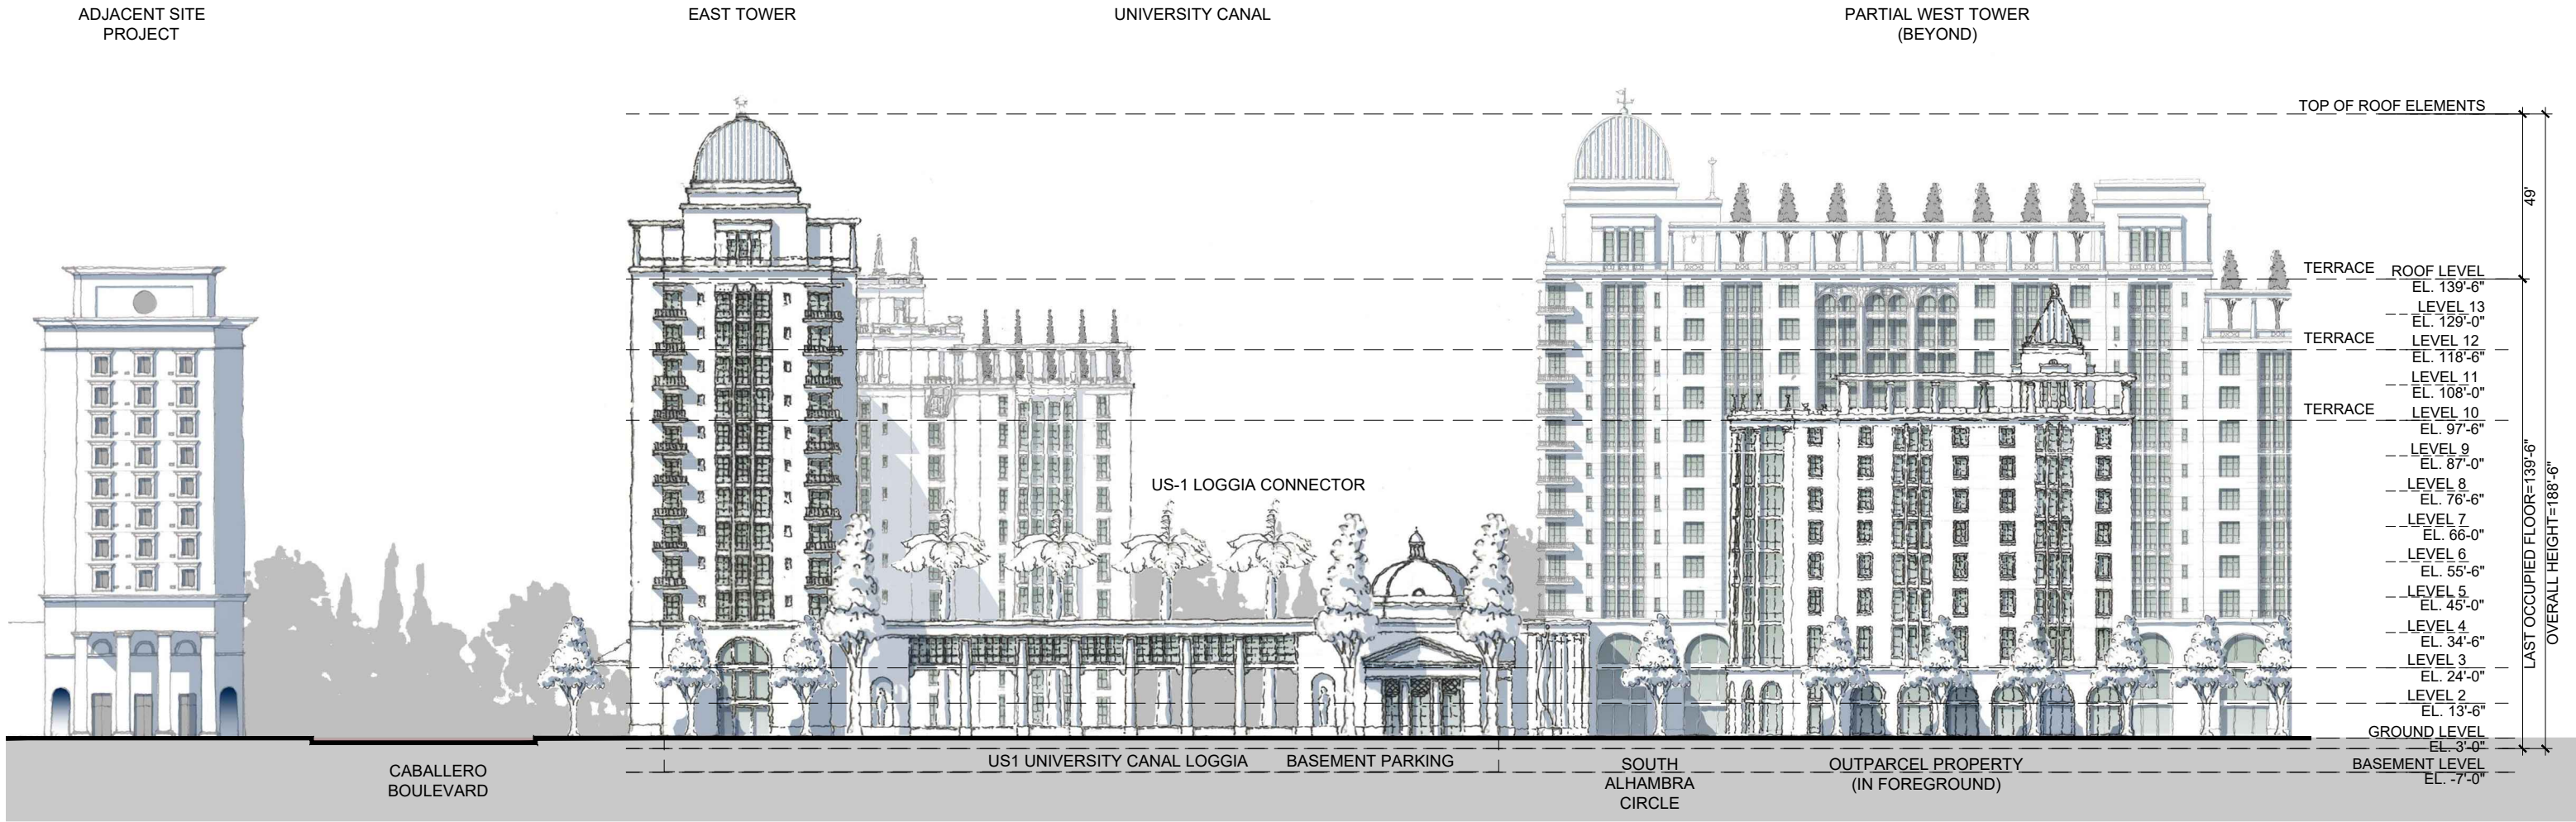 ADJACENT SITE
PROJECT
EAST TOWER
UNIVERSITY CANAL
PARTIAL WEST TOWER
(BEYOND)
TOP OF ROOF ELEMENTS
49'
TERRACE
ROOF LEVEL
EL. 139'-6"
LEVEL 13
EL. 129'-0"
TERRACE
LEVEL 12
EL. 118'-6"
LEVEL 11
EL. 108'-0"
TERRACE
LEVEL 10
EL. 97'-6"
LEVEL 9
EL. 87'-0"
LEVEL 8
EL. 76'-6"
LEVEL 7
EL. 66-0"
LEVEL 6
EL. 55'-6"
LEVEL 5
EL. 45'-0"
LEVEL 4
EL. 34'-6"
LEVEL 3
EL. 24'-0"
LEVEL 2
EL. 13'-6"
GROUND LEVEL
EL. 3'-0"
BASEMENT LEVEL
EL. -7'-0"
LAST OCCUPIED FLOOR=139'-6"
OVERALL HEIGHT=188'-6"
US-1 LOGGIA CONNECTOR
CABALLERO
BOULEVARD
US1 UNIVERSITY CANAL LOGGIA
BASEMENT PARKING
SOUTH
ALHAMBRA
CIRCLE
OUTPARCEL PROPERTY
(IN FOREGROUND)